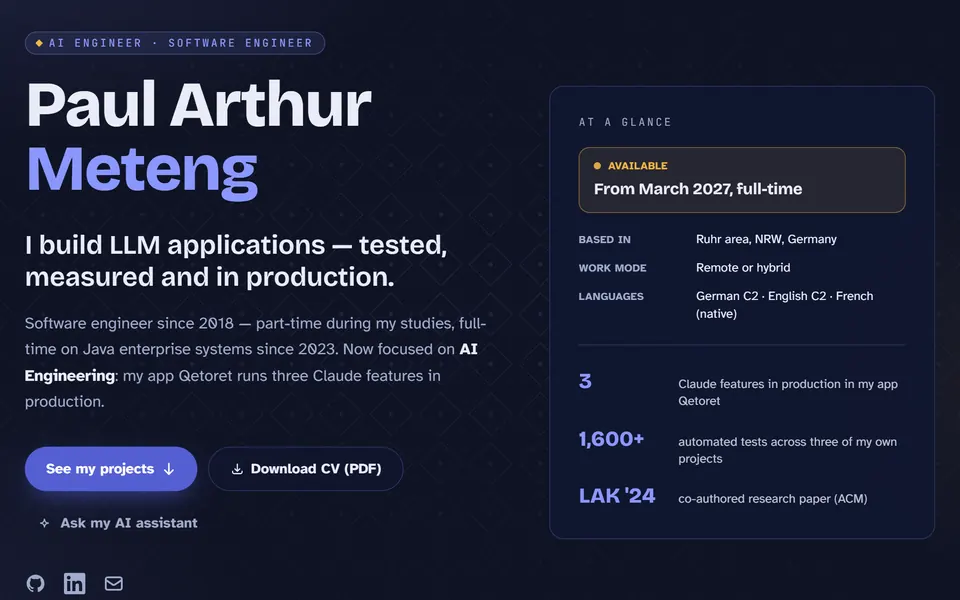 AI ENGINEER · SOFTWARE ENGINEER
Paul Arthur
Meteng
I build LLM applications — tested,
measured and in production.
Software engineer since 2018 — part-time during my studies, full-
time on Java enterprise systems since 2023. Now focused on AI
Engineering: my app Qetoret runs three Claude features in
production.
See my projects ↓
Download CV (PDF)
Ask my AI assistant
AT A GLANCE
AVAILABLE
From March 2027, full-time
BASED IN Ruhr area, NRW, Germany
WORK MODE Remote or hybrid
LANGUAGES German C2 · English C2 · French
(native)
3 Claude features in production in my app
Qetoret
1,600+ automated tests across three of my own
projects
LAK '24 co-authored research paper (ACM)